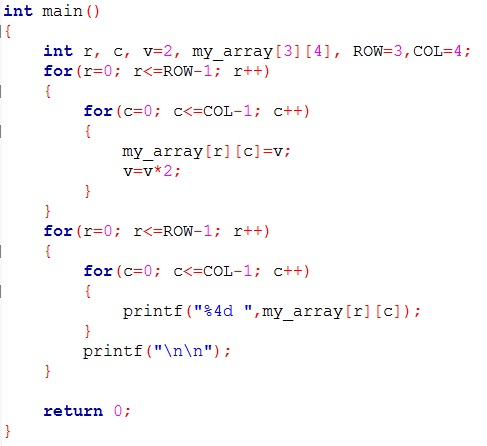 int main()
{
int r, c, v=2, my_array[3][4], ROW=3,COL=4;
for(r=0; r<=ROW-1; r++)
{
for(c=0; c<=COL-1; c++)
{
my_array[r][c]=v;
v=v*2;
}
}
for(r=0; r<=ROW-1; r++)
{
for(c=0; c<=COL-1; c++)
{
printf("%4d ",my_array[r][c]);
}
printf("\n\n");
}
return 0;
}